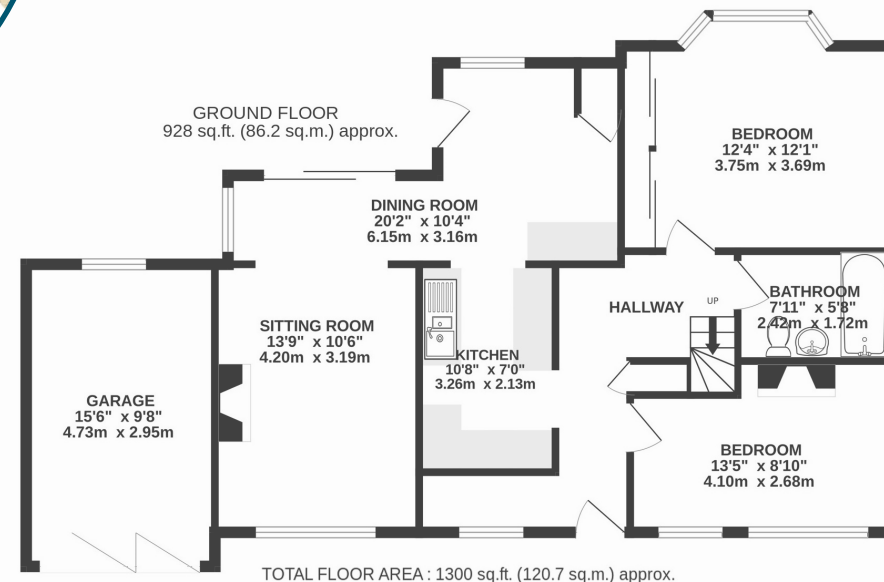 GROUND FLOOR
928 sq.ft. (86.2 sq.m.) approx.
BEDROOM
12'4" x 12'1"
3.75m x 3.69m
DINING ROOM
20'2" x 10'4"
6.15m x 3.16m
HALLWAY
UP
BATHROOM
7'11" x 5'8"
2.42m x 1.72m
SITTING ROOM
13'9" x 10'6"
4.20m x 3.19m
KITCHEN
10'8" x 7'0"
3.26m x 2.13m
GARAGE
15'6" x 9'8"
4.73m x 2.95m
BEDROOM
13'5" x 8'10"
4.10m x 2.68m
TOTAL FLOOR AREA : 1300 sq.ft. (120.7 sq.m.) approx.